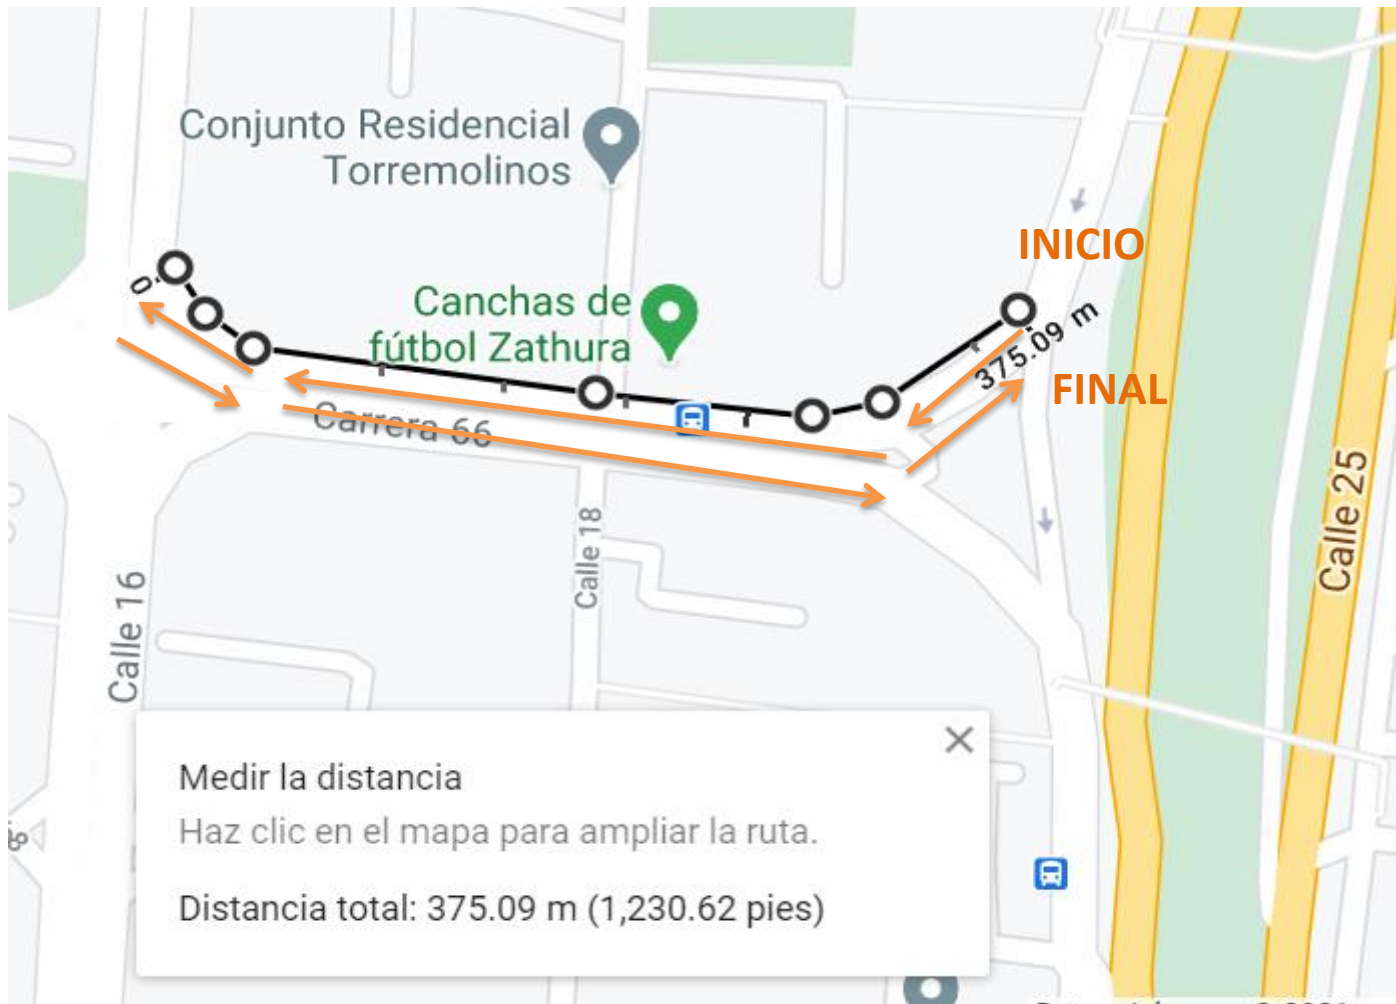 Conjunto Residencial
Torremolinos
INICIO
0
Canchas de
fútbol Zathura
375.09 m
FINAL
Carrera 66
Calle 25
Calle 18
Calle 16
Medir la distancia
Haz clic en el mapa para ampliar la ruta.
Distancia total: 375.09 m (1,230.62 pies)